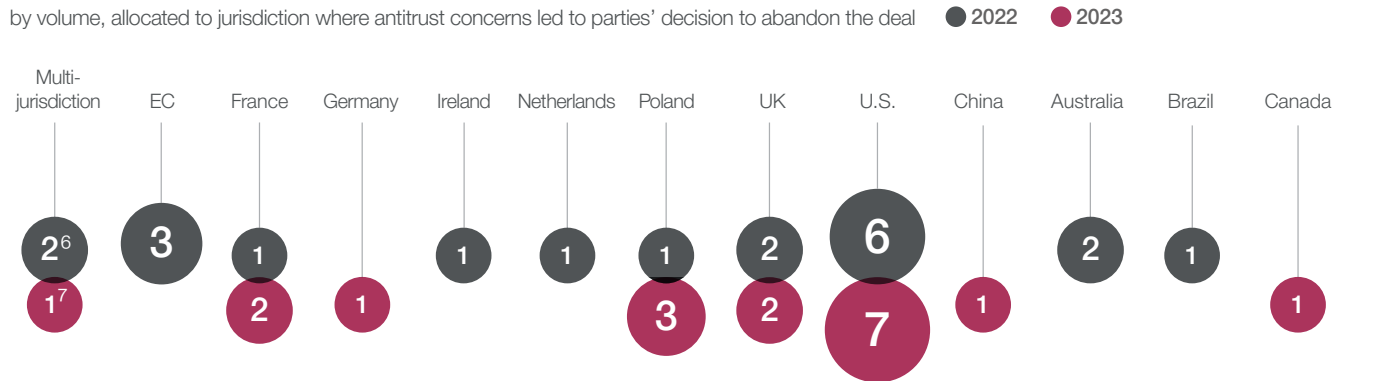 by volume, allocated to jurisdiction where antitrust concerns led to parties’ decision to abandon the deal 2022 2023
Multi-
jurisdiction EC France Germany Ireland Netherlands Poland UK U.S. China Australia Brazil Canada
2⁶ 3 1 1 1 1 2 6 2 1
1⁷ 2 1 3 2 7 1 1